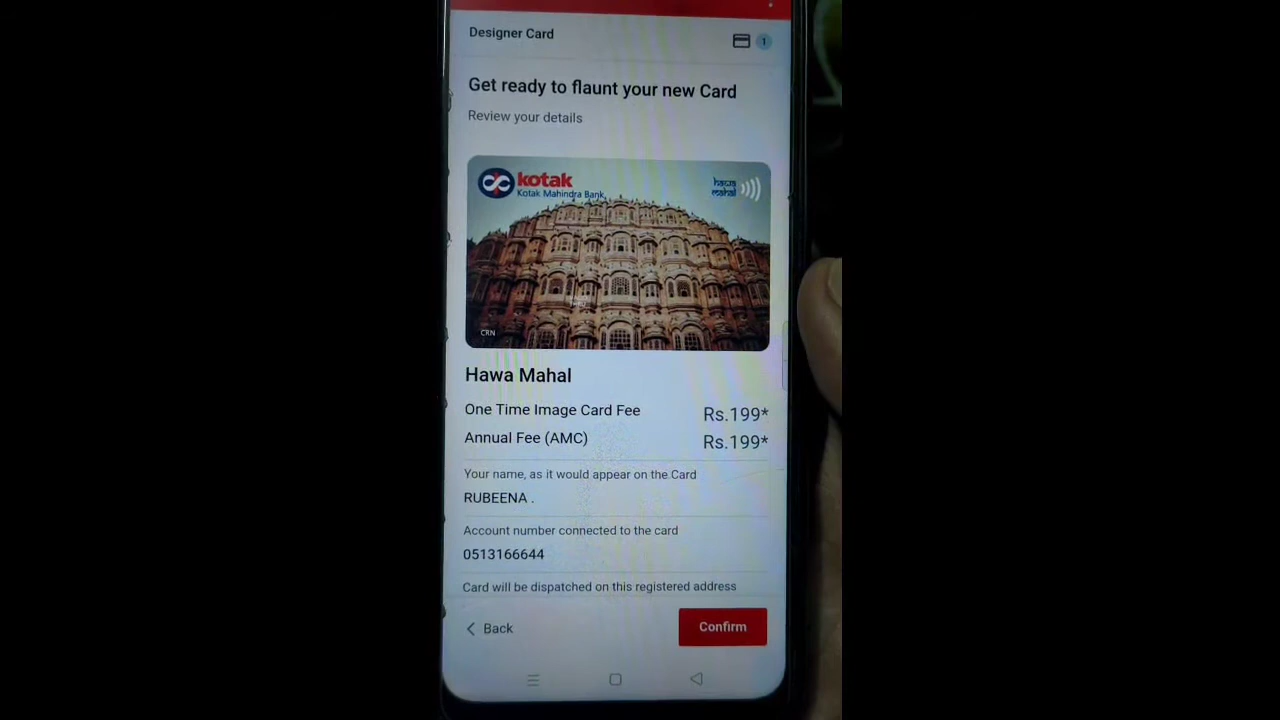 Designer Card
1
Get ready to flaunt your new Card
Review your details
kotak
Kotak Mahindra Bank
hawa
mahal
CRN
Hawa Mahal
One Time Image Card Fee Rs.199*
Annual Fee (AMC) Rs.199*
Your name, as it would appear on the Card
RUBEENA .
Account number connected to the card
0513166644
Card will be dispatched on this registered address
Back
Confirm